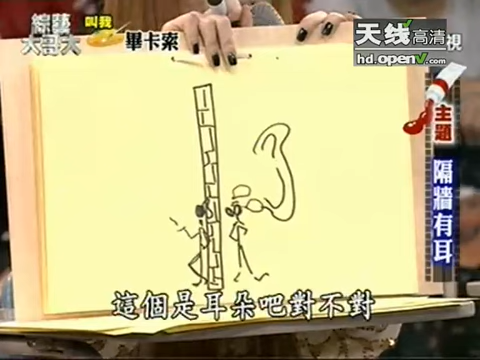 綜藝大哥大
叫我
畢卡索
天线高清
hd.openv.com
視
主題
隔牆有耳
這個是耳朵吧對不對